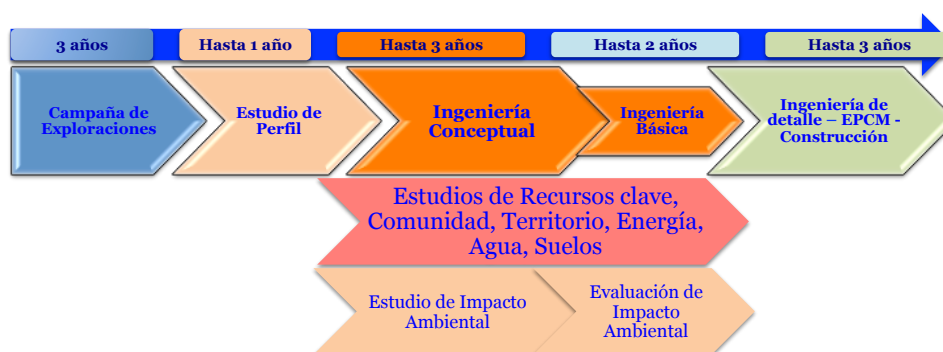 3 años
Hasta 1 año
Hasta 3 años
Hasta 2 años
Hasta 3 años
Campaña de
Exploraciones
Estudio de
Perfil
Ingeniería
Conceptual
Ingeniería
Básica
Ingeniería de
detalle – EPCM -
Construcción
Estudios de Recursos clave,
Comunidad, Territorio, Energía,
Agua, Suelos
Estudio de Impacto
Ambiental
Evaluación de
Impacto
Ambiental